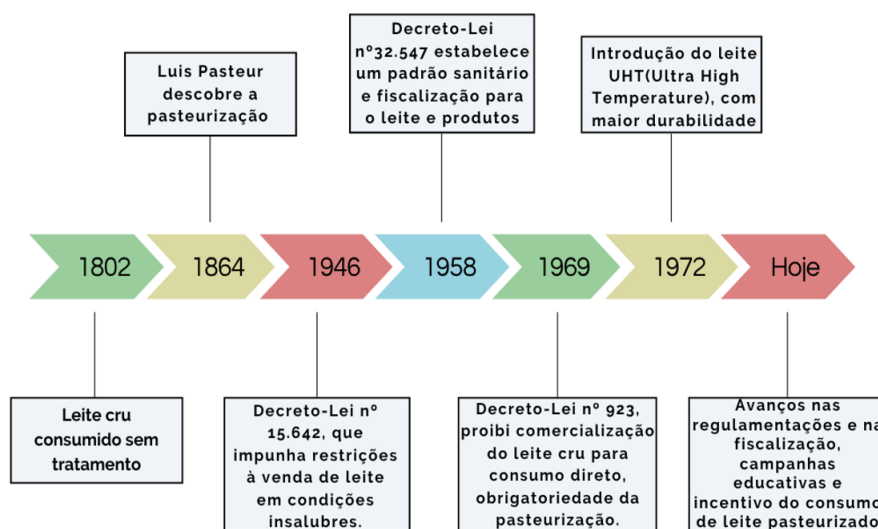 Luis Pasteur
descobre a
pasteurização
Decreto-Lei
nº32.547 estabelece
um padrão sanitário
e fiscalização para
o leite e produtos
Introdução do leite
UHT(Ultra High
Temperature), com
maior durabilidade
1802
1864
1946
1958
1969
1972
Hoje
Leite cru
consumido sem
tratamento
Decreto-Lei nº
15.642, que
impunha restrições
à venda de leite
em condições
insalubres.
Decreto-Lei nº 923,
proibi comercialização
do leite cru para
consumo direto,
obrigatoriedade da
pasteurização.
Avanços nas
regulamentações e na
fiscalização,
campanhas
educativas e
incentivo do consumo
de leite pasteurizado